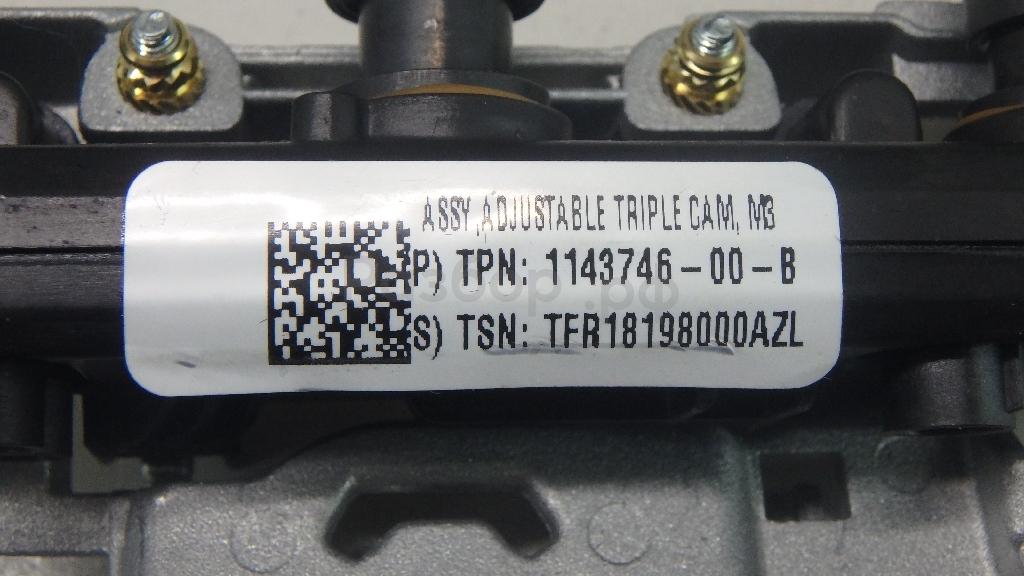 ASSY,ADJUSTABLE TRIPLE CAM, M3
P) TPN: 1143746-00-B
S) TSN: TFR18198000AZL